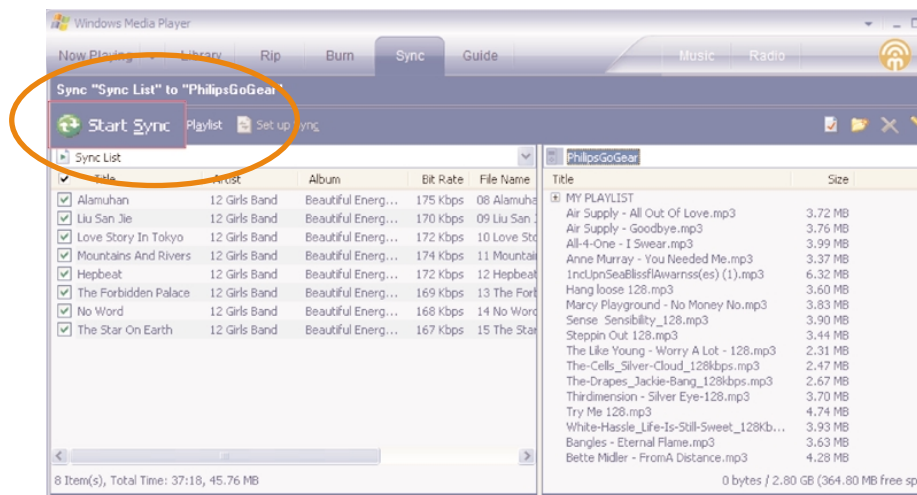 Windows Media Player
Now Playing Library Rip Burn Sync Guide Music Radio
Sync "Sync List" to "PhilipsGoGear"
Start Sync Playlist Set up Sync
Sync List
PhilipsGoGear
Title Artist Album Bit Rate File Name
Alamuhan 12 Girls Band Beautiful Energ... 175 Kbps 08 Alamuha
Liu San Jie 12 Girls Band Beautiful Energ... 170 Kbps 09 Liu San J
Love Story In Tokyo 12 Girls Band Beautiful Energ... 172 Kbps 10 Love Sto
Mountains And Rivers 12 Girls Band Beautiful Energ... 174 Kbps 11 Mountai
Hepbeat 12 Girls Band Beautiful Energ... 172 Kbps 12 Hepbeat
The Forbidden Palace 12 Girls Band Beautiful Energ... 169 Kbps 13 The Forb
No Word 12 Girls Band Beautiful Energ... 168 Kbps 14 No Word
The Star On Earth 12 Girls Band Beautiful Energ... 167 Kbps 15 The Star
8 Item(s), Total Time: 37:18, 45.76 MB
Title Size
MY PLAYLIST
Air Supply - All Out Of Love.mp3 3.72 MB
Air Supply - Goodbye.mp3 3.76 MB
All-4-One - I Swear.mp3 3.99 MB
Anne Murray - You Needed Me.mp3 3.37 MB
1ncUpnSeaBlissflAwarnss(es) (1).mp3 6.32 MB
Hang loose 128.mp3 3.60 MB
Marcy Playground - No Money No.mp3 3.83 MB
Sense Sensibility_128.mp3 3.90 MB
Steppin Out 128.mp3 3.44 MB
The Like Young - Worry A Lot - 128.mp3 2.31 MB
The-Cells_Silver-Cloud_128kbps.mp3 2.47 MB
The-Drapes_Jackie-Bang_128kbps.mp3 2.67 MB
Thirdimension - Silver Eye-128.mp3 3.70 MB
Try Me 128.mp3 4.74 MB
White-Hassle_Life-Is-Still-Sweet_128Kb... 3.93 MB
Bangles - Eternal Flame.mp3 3.63 MB
Bette Midler - FromA Distance.mp3 4.28 MB
0 bytes / 2.80 GB (364.80 MB free sp